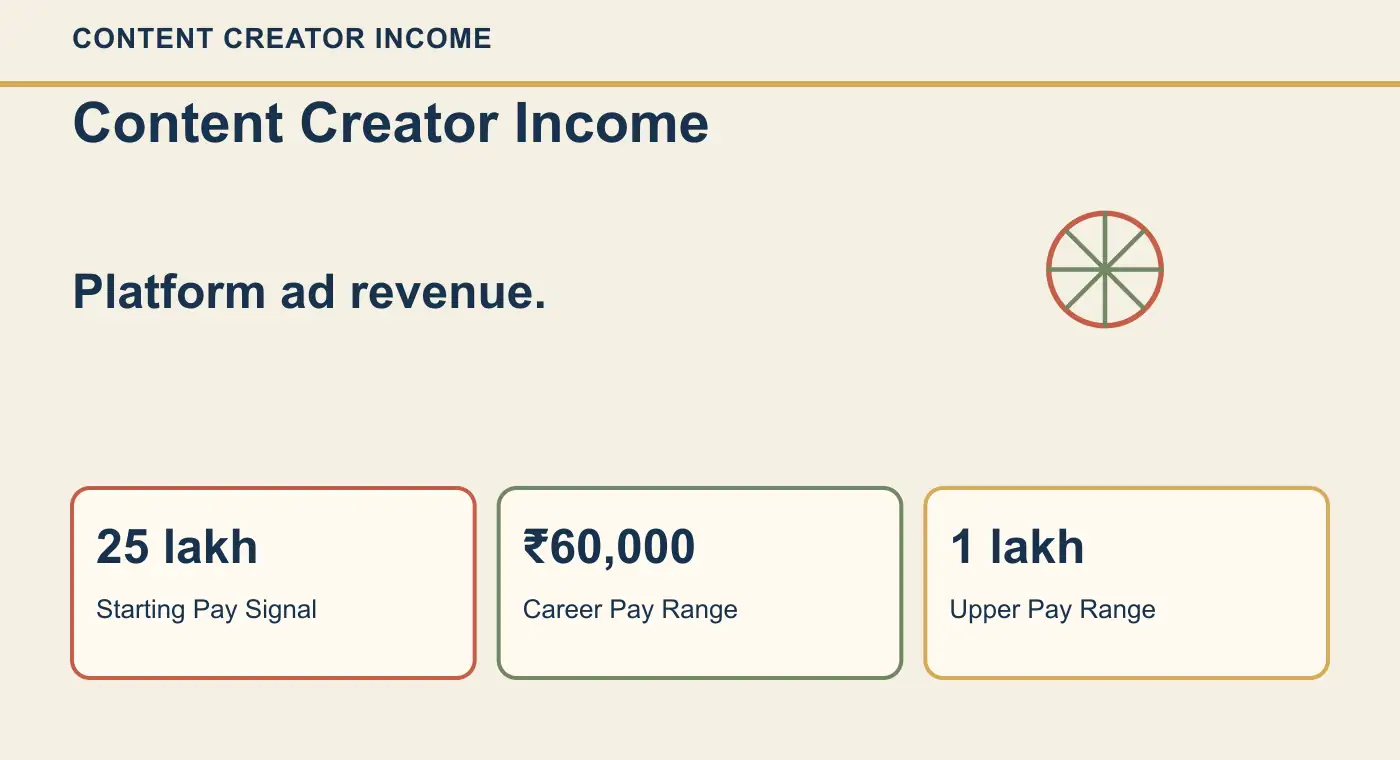 CONTENT CREATOR INCOME
Content Creator Income
Platform ad revenue.
25 lakh
Starting Pay Signal
₹60,000
Career Pay Range
1 lakh
Upper Pay Range